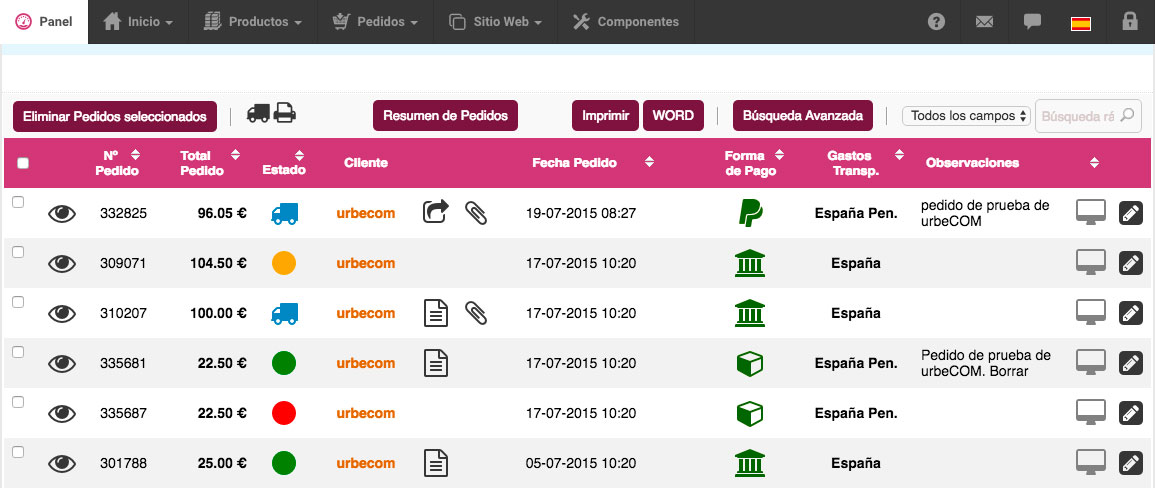 Panel Inicio Productos Pedidos Sitio Web Componentes
Eliminar Pedidos seleccionados Resumen de Pedidos Imprimir WORD Búsqueda Avanzada Todos los campos Búsqueda rá
Nº Pedido Total Pedido Estado Cliente Fecha Pedido Forma de Pago Gastos Transp. Observaciones
332825 96.05 € urbecom 19-07-2015 08:27 España Pen. pedido de prueba de
urbeCOM
309071 104.50 € urbecom 17-07-2015 10:20 España
310207 100.00 € urbecom 17-07-2015 10:20 España
335681 22.50 € urbecom 17-07-2015 10:20 España Pen. Pedido de prueba de
urbeCOM. Borrar
335687 22.50 € urbecom 17-07-2015 10:20 España Pen.
301788 25.00 € urbecom 05-07-2015 10:20 España